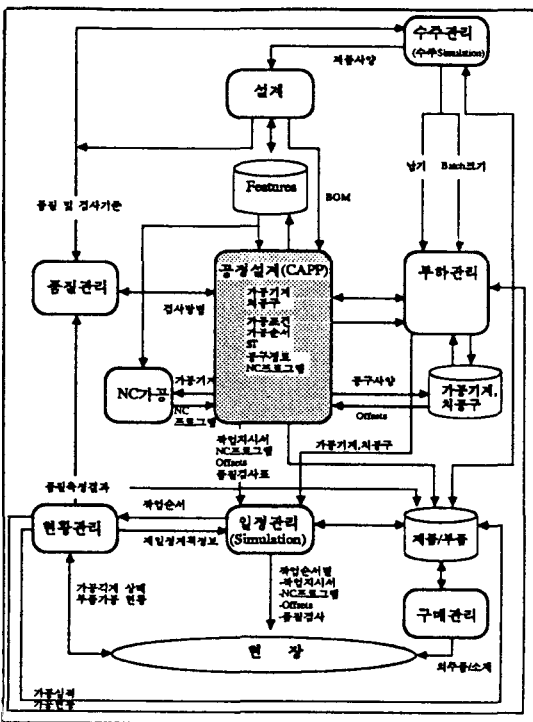 수주관리
(수주Simulation)
제품사양
설계
Features
납기
Batch크기
BOM
품질 및 검사기준
공정설계(CAPP)
가공기계
치공구
가공조건
가공순서
ST
공구정보
NC프로그램
부하관리
품질관리
검사방법
NC가공
가공기계
NC
프로그램
공구사양
Offsets
가공기계,
치공구
작업지시서
NC프로그램
Offsets
품질검사표
가공기계,치공구
품질측정결과
작업순서
현황관리
재일정계획정보
일정관리
(Simulation)
제품/부품
가공기계 상태
부품가공 현황
작업순서별
-작업지시서
-NC프로그램
-Offsets
-품질검사
구매관리
현 장
외주품/소재
가공실적
가공현황